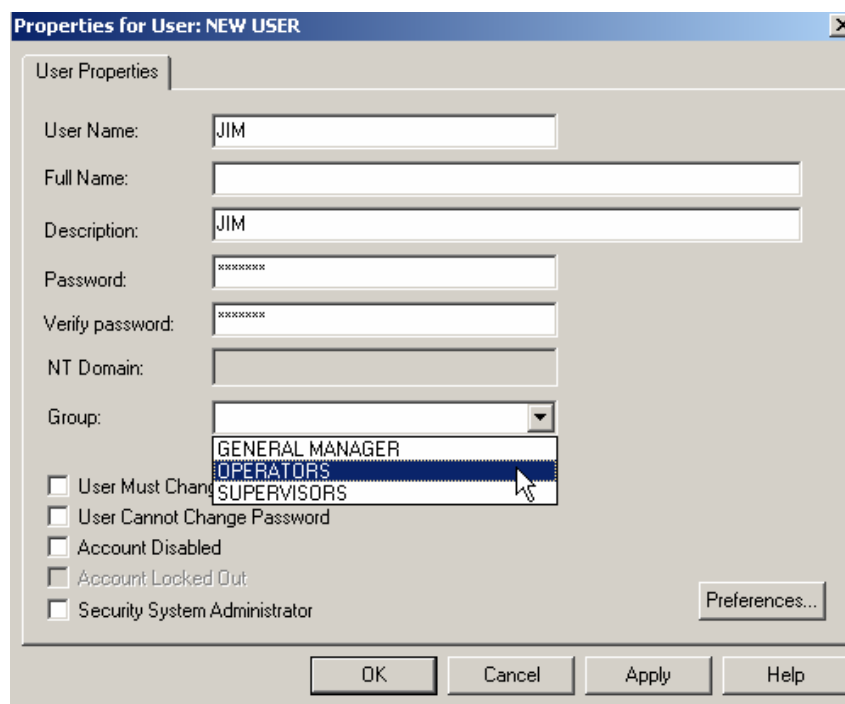 Properties for User: NEW USER
User Properties
User Name: JIM
Full Name:
Description: JIM
Password: *******
Verify password: *******
NT Domain:
Group:
GENERAL MANAGER
OPERATORS
User Must Chang
SUPERVISORS
User Cannot Change Password
Account Disabled
Account Locked Out
Security System Administrator
Preferences...
OK Cancel Apply Help